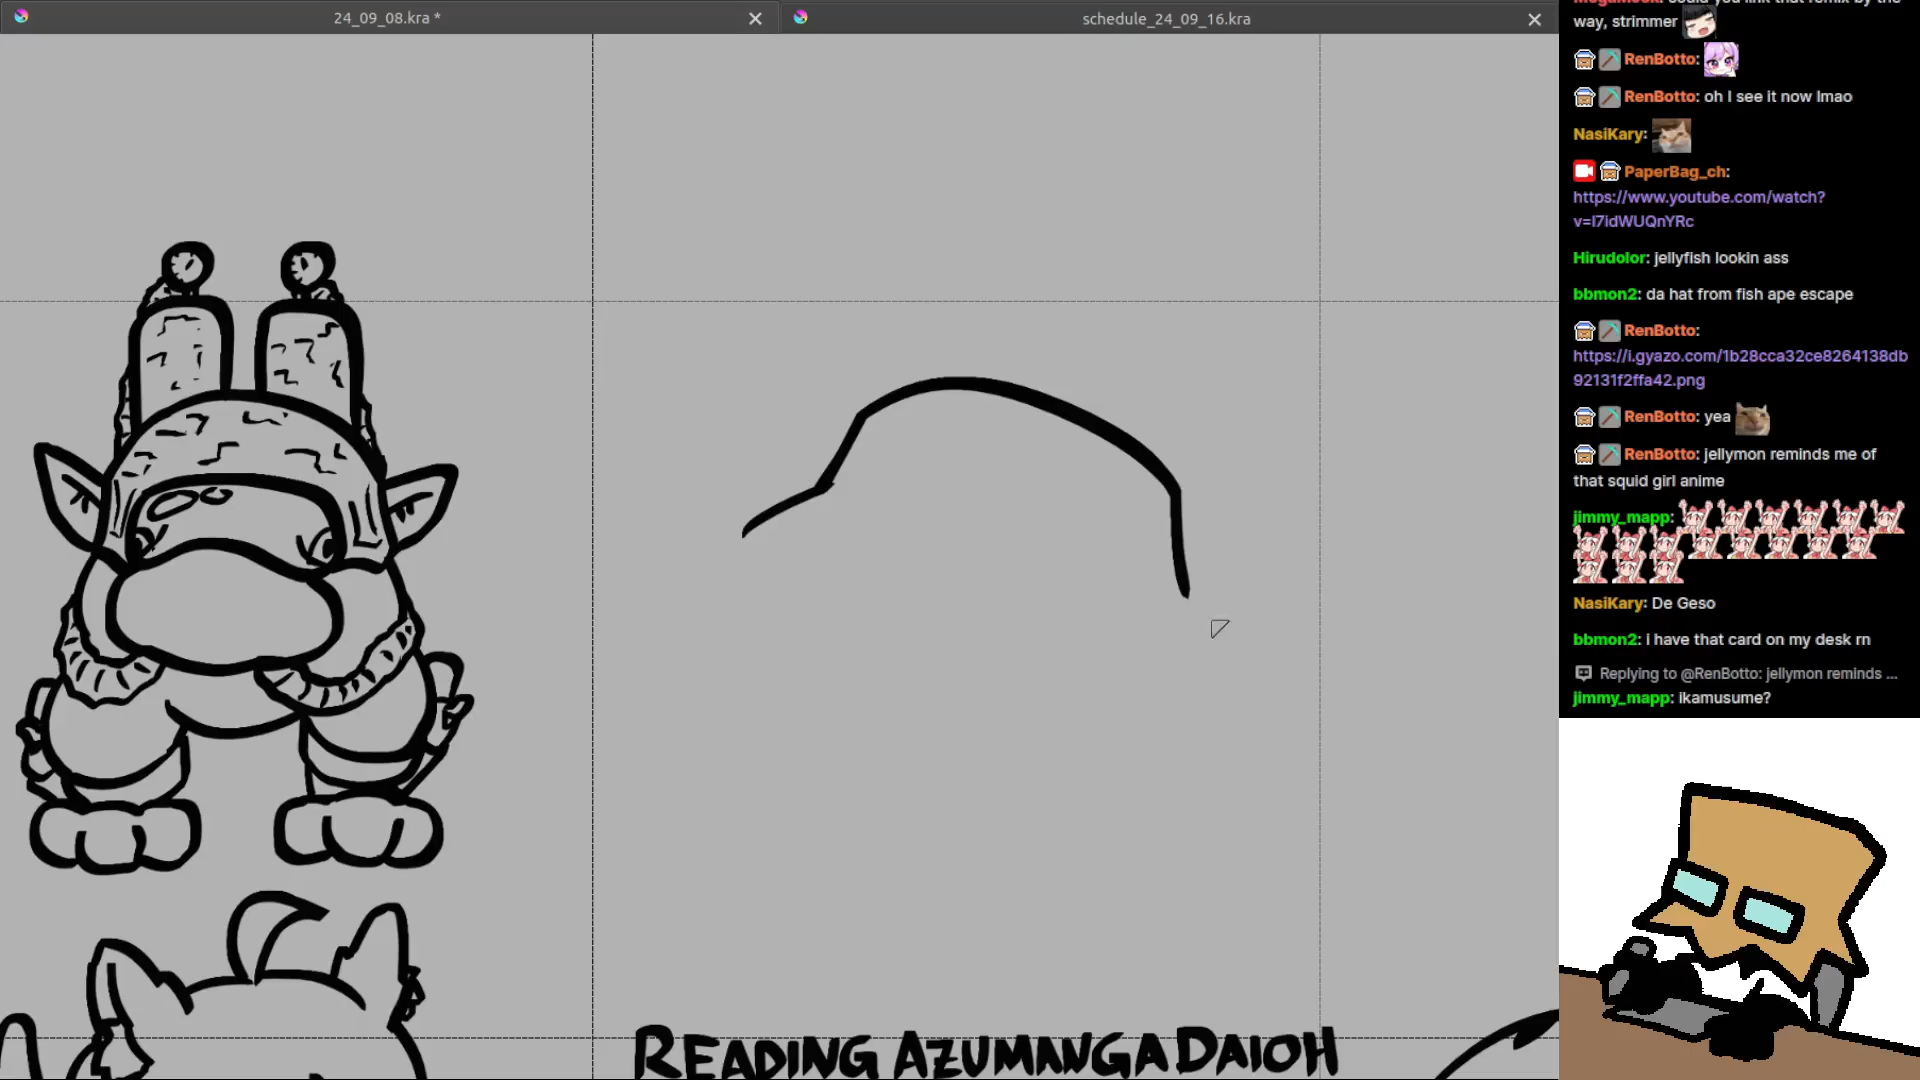 24_09_08.kra *
schedule_24_09_16.kra
way, strimmer
RenBotto:
RenBotto: oh I see it now lmao
NasiKary:
PaperBag_ch:
https://www.youtube.com/watch?
v=I7idWUQnYRc
Hirudolor: jellyfish lookin ass
bbmon2: da hat from fish ape escape
RenBotto:
https://i.gyazo.com/1b28cca32ce8264138db
92131f2ffa42.png
RenBotto: yea
RenBotto: jellymon reminds me of
that squid girl anime
jimmy_mapp:
NasiKary: De Geso
bbmon2: i have that card on my desk rn
Replying to @RenBotto: jellymon reminds ...
jimmy_mapp: ikamusume?
READING AZUMANGA DAIOH